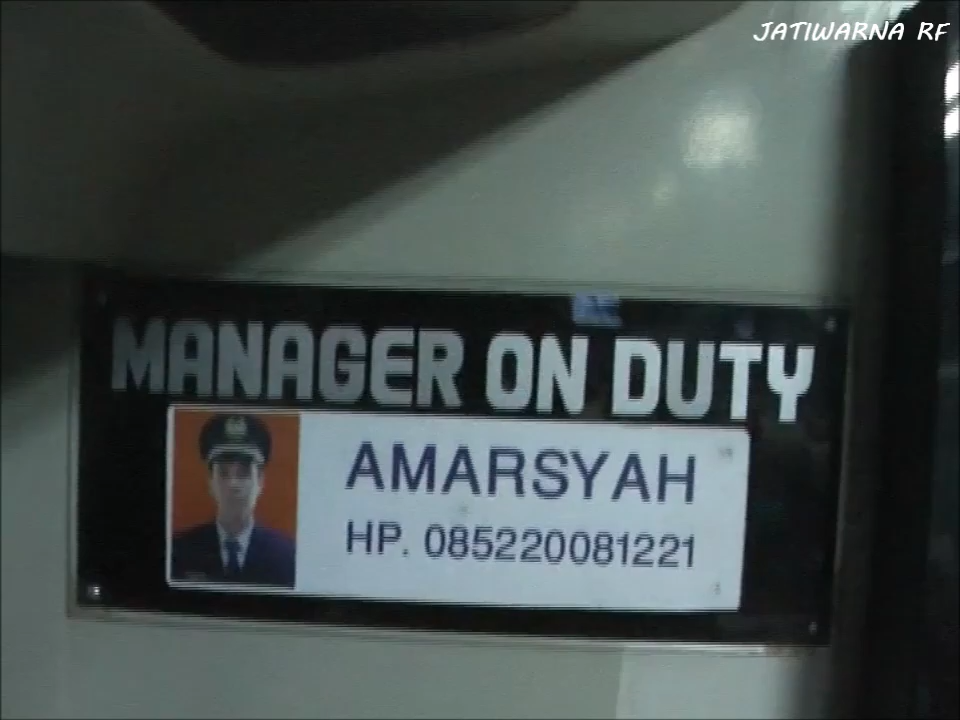 JATIWARNA RF
MANAGER ON DUTY
AMARSYAH
HP. 085220081221